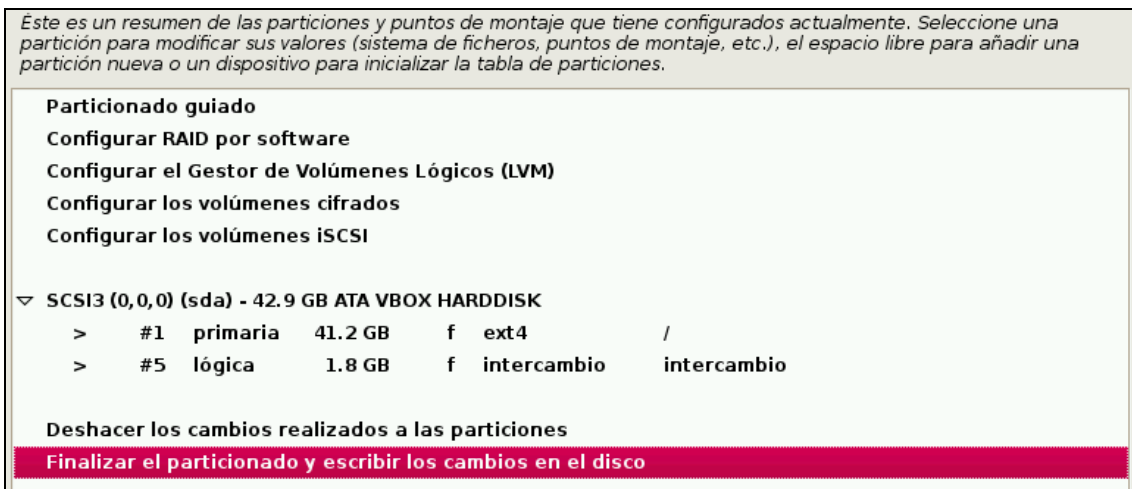 Éste es un resumen de las particiones y puntos de montaje que tiene configurados actualmente. Seleccione una
partición para modificar sus valores (sistema de ficheros, puntos de montaje, etc.), el espacio libre para añadir una
partición nueva o un dispositivo para inicializar la tabla de particiones.
Particionado guiado
Configurar RAID por software
Configurar el Gestor de Volúmenes Lógicos (LVM)
Configurar los volúmenes cifrados
Configurar los volúmenes iSCSI
SCSI3 (0,0,0) (sda) - 42.9 GB ATA VBOX HARDDISK
> #1 primaria 41.2 GB f ext4 /
> #5 lógica 1.8 GB f intercambio intercambio
Deshacer los cambios realizados a las particiones
Finalizar el particionado y escribir los cambios en el disco